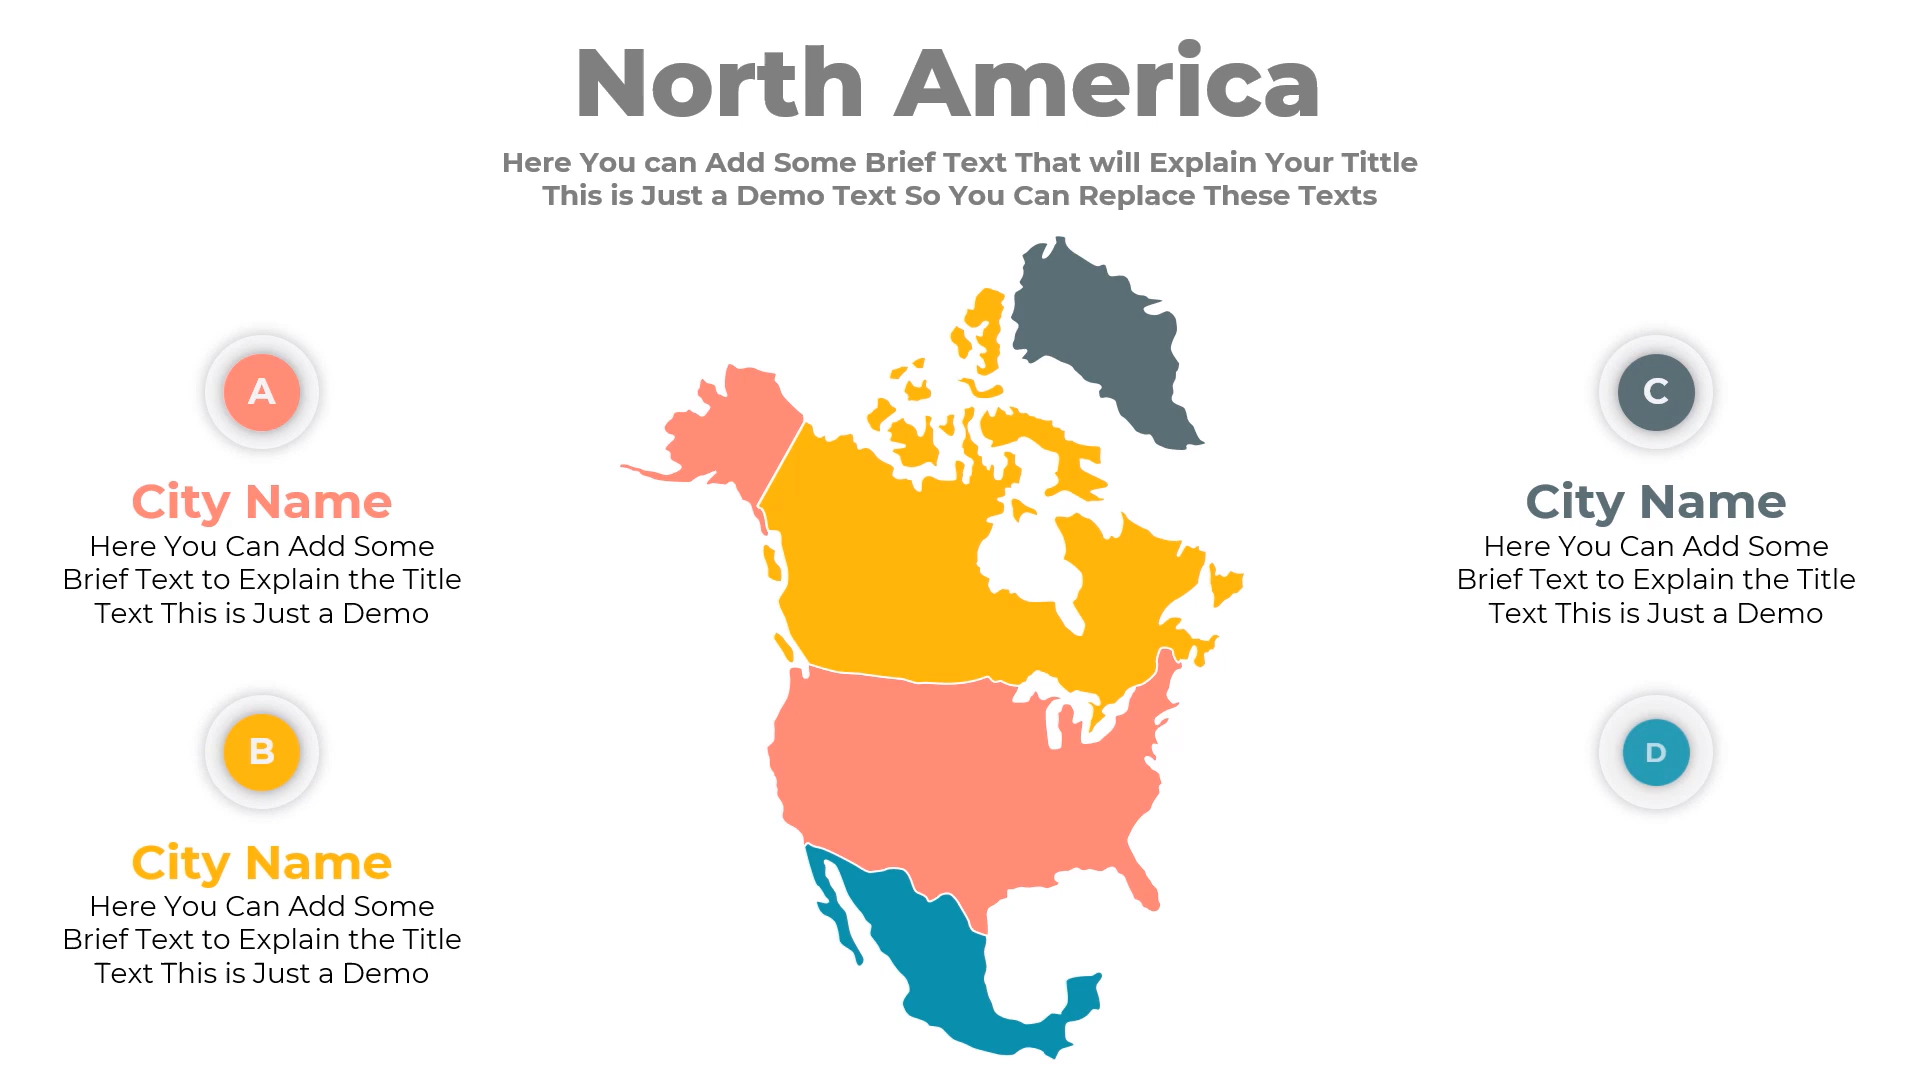 North America
Here You can Add Some Brief Text That will Explain Your Tittle
This is Just a Demo Text So You Can Replace These Texts
A
City Name
Here You Can Add Some
Brief Text to Explain the Title
Text This is Just a Demo
B
City Name
Here You Can Add Some
Brief Text to Explain the Title
Text This is Just a Demo
C
City Name
Here You Can Add Some
Brief Text to Explain the Title
Text This is Just a Demo
D